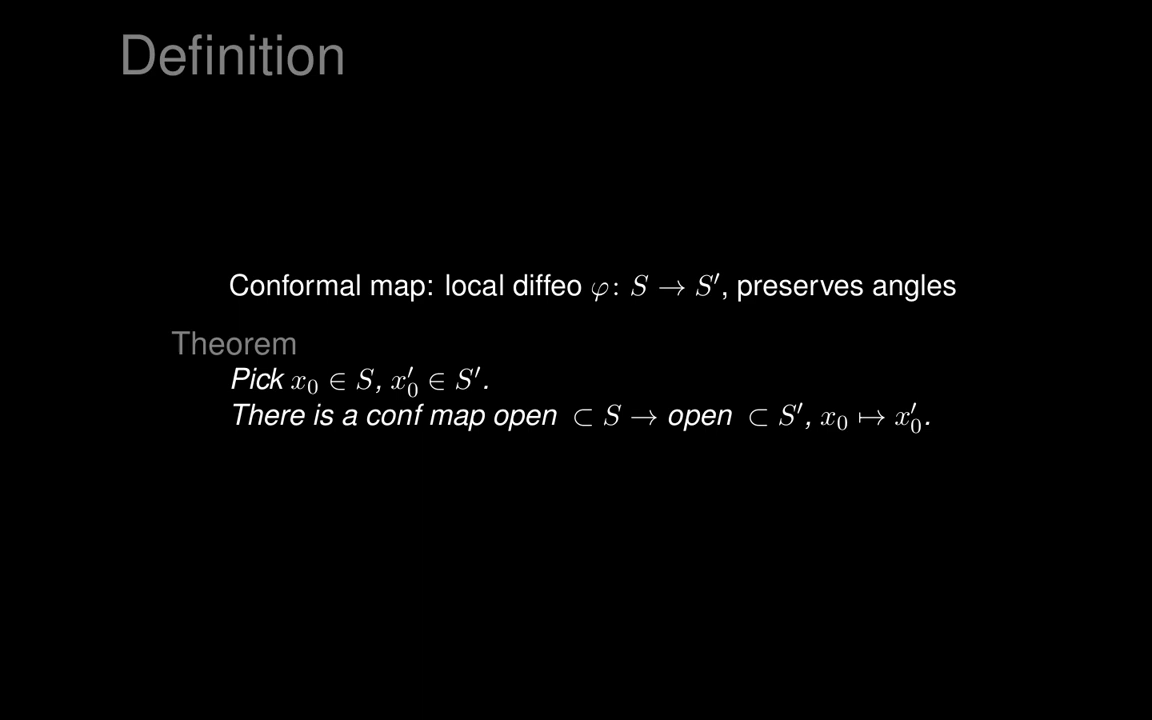 Definition
Conformal map: local diffeo φ: S → S′, preserves angles
Theorem
Pick x₀ ∈ S, x′₀ ∈ S′.
There is a conf map open ⊂ S → open ⊂ S′, x₀ ↦ x′₀.